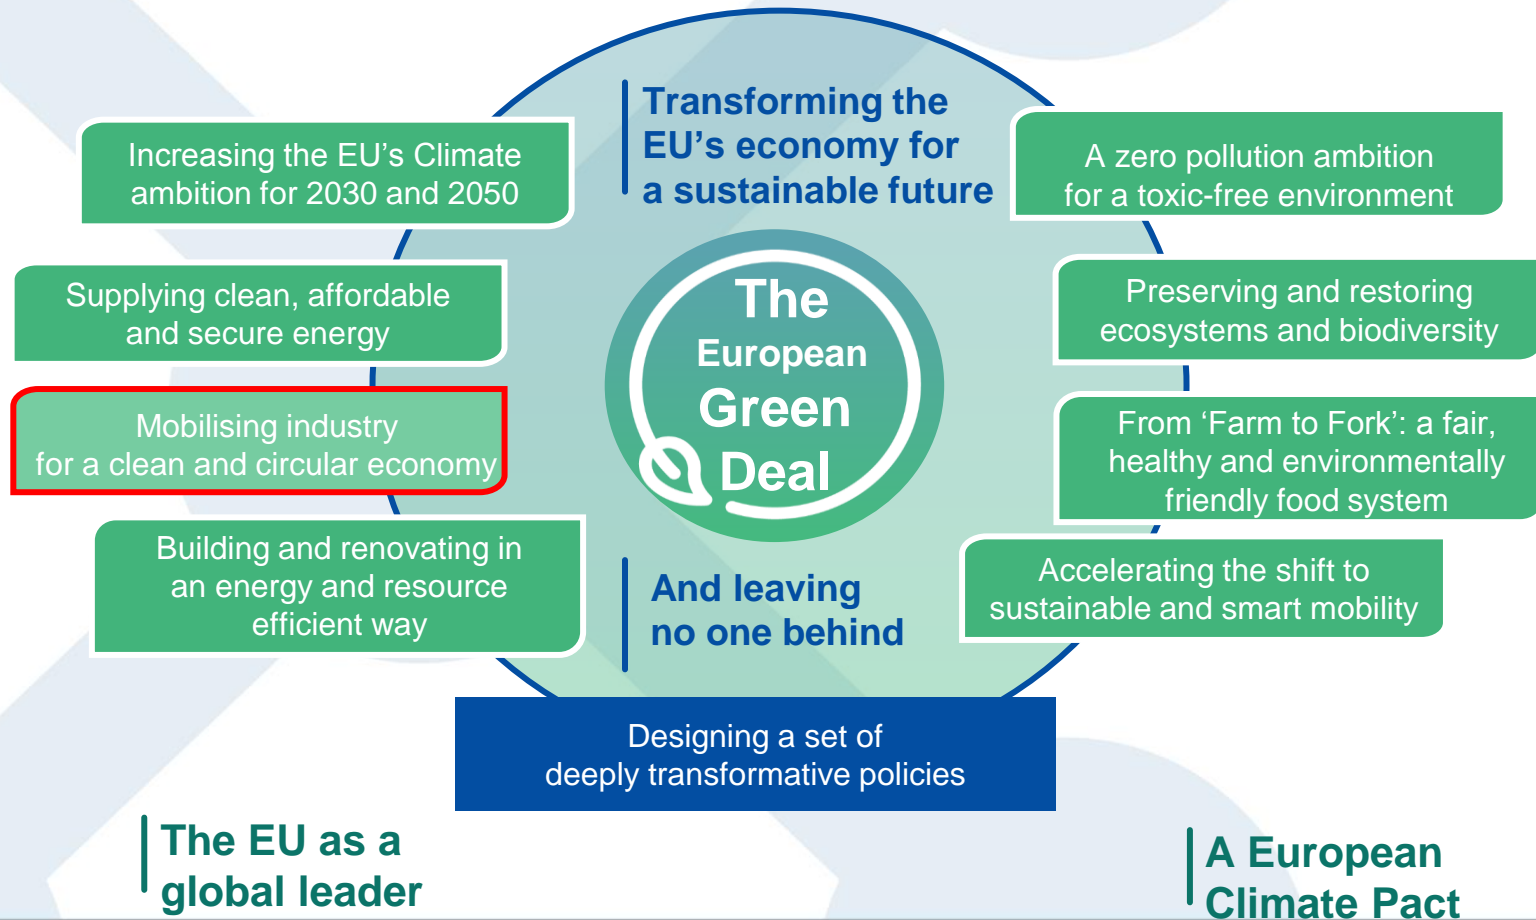 Transforming the
EU’s economy for
a sustainable future
Increasing the EU’s Climate
ambition for 2030 and 2050
Supplying clean, affordable
and secure energy
Mobilising industry
for a clean and circular economy
Building and renovating in
an energy and resource
efficient way
The
European
Green
Deal
A zero pollution ambition
for a toxic-free environment
Preserving and restoring
ecosystems and biodiversity
From ‘Farm to Fork’: a fair,
healthy and environmentally
friendly food system
Accelerating the shift to
sustainable and smart mobility
And leaving
no one behind
Designing a set of
deeply transformative policies
The EU as a
global leader
A European
Climate Pact